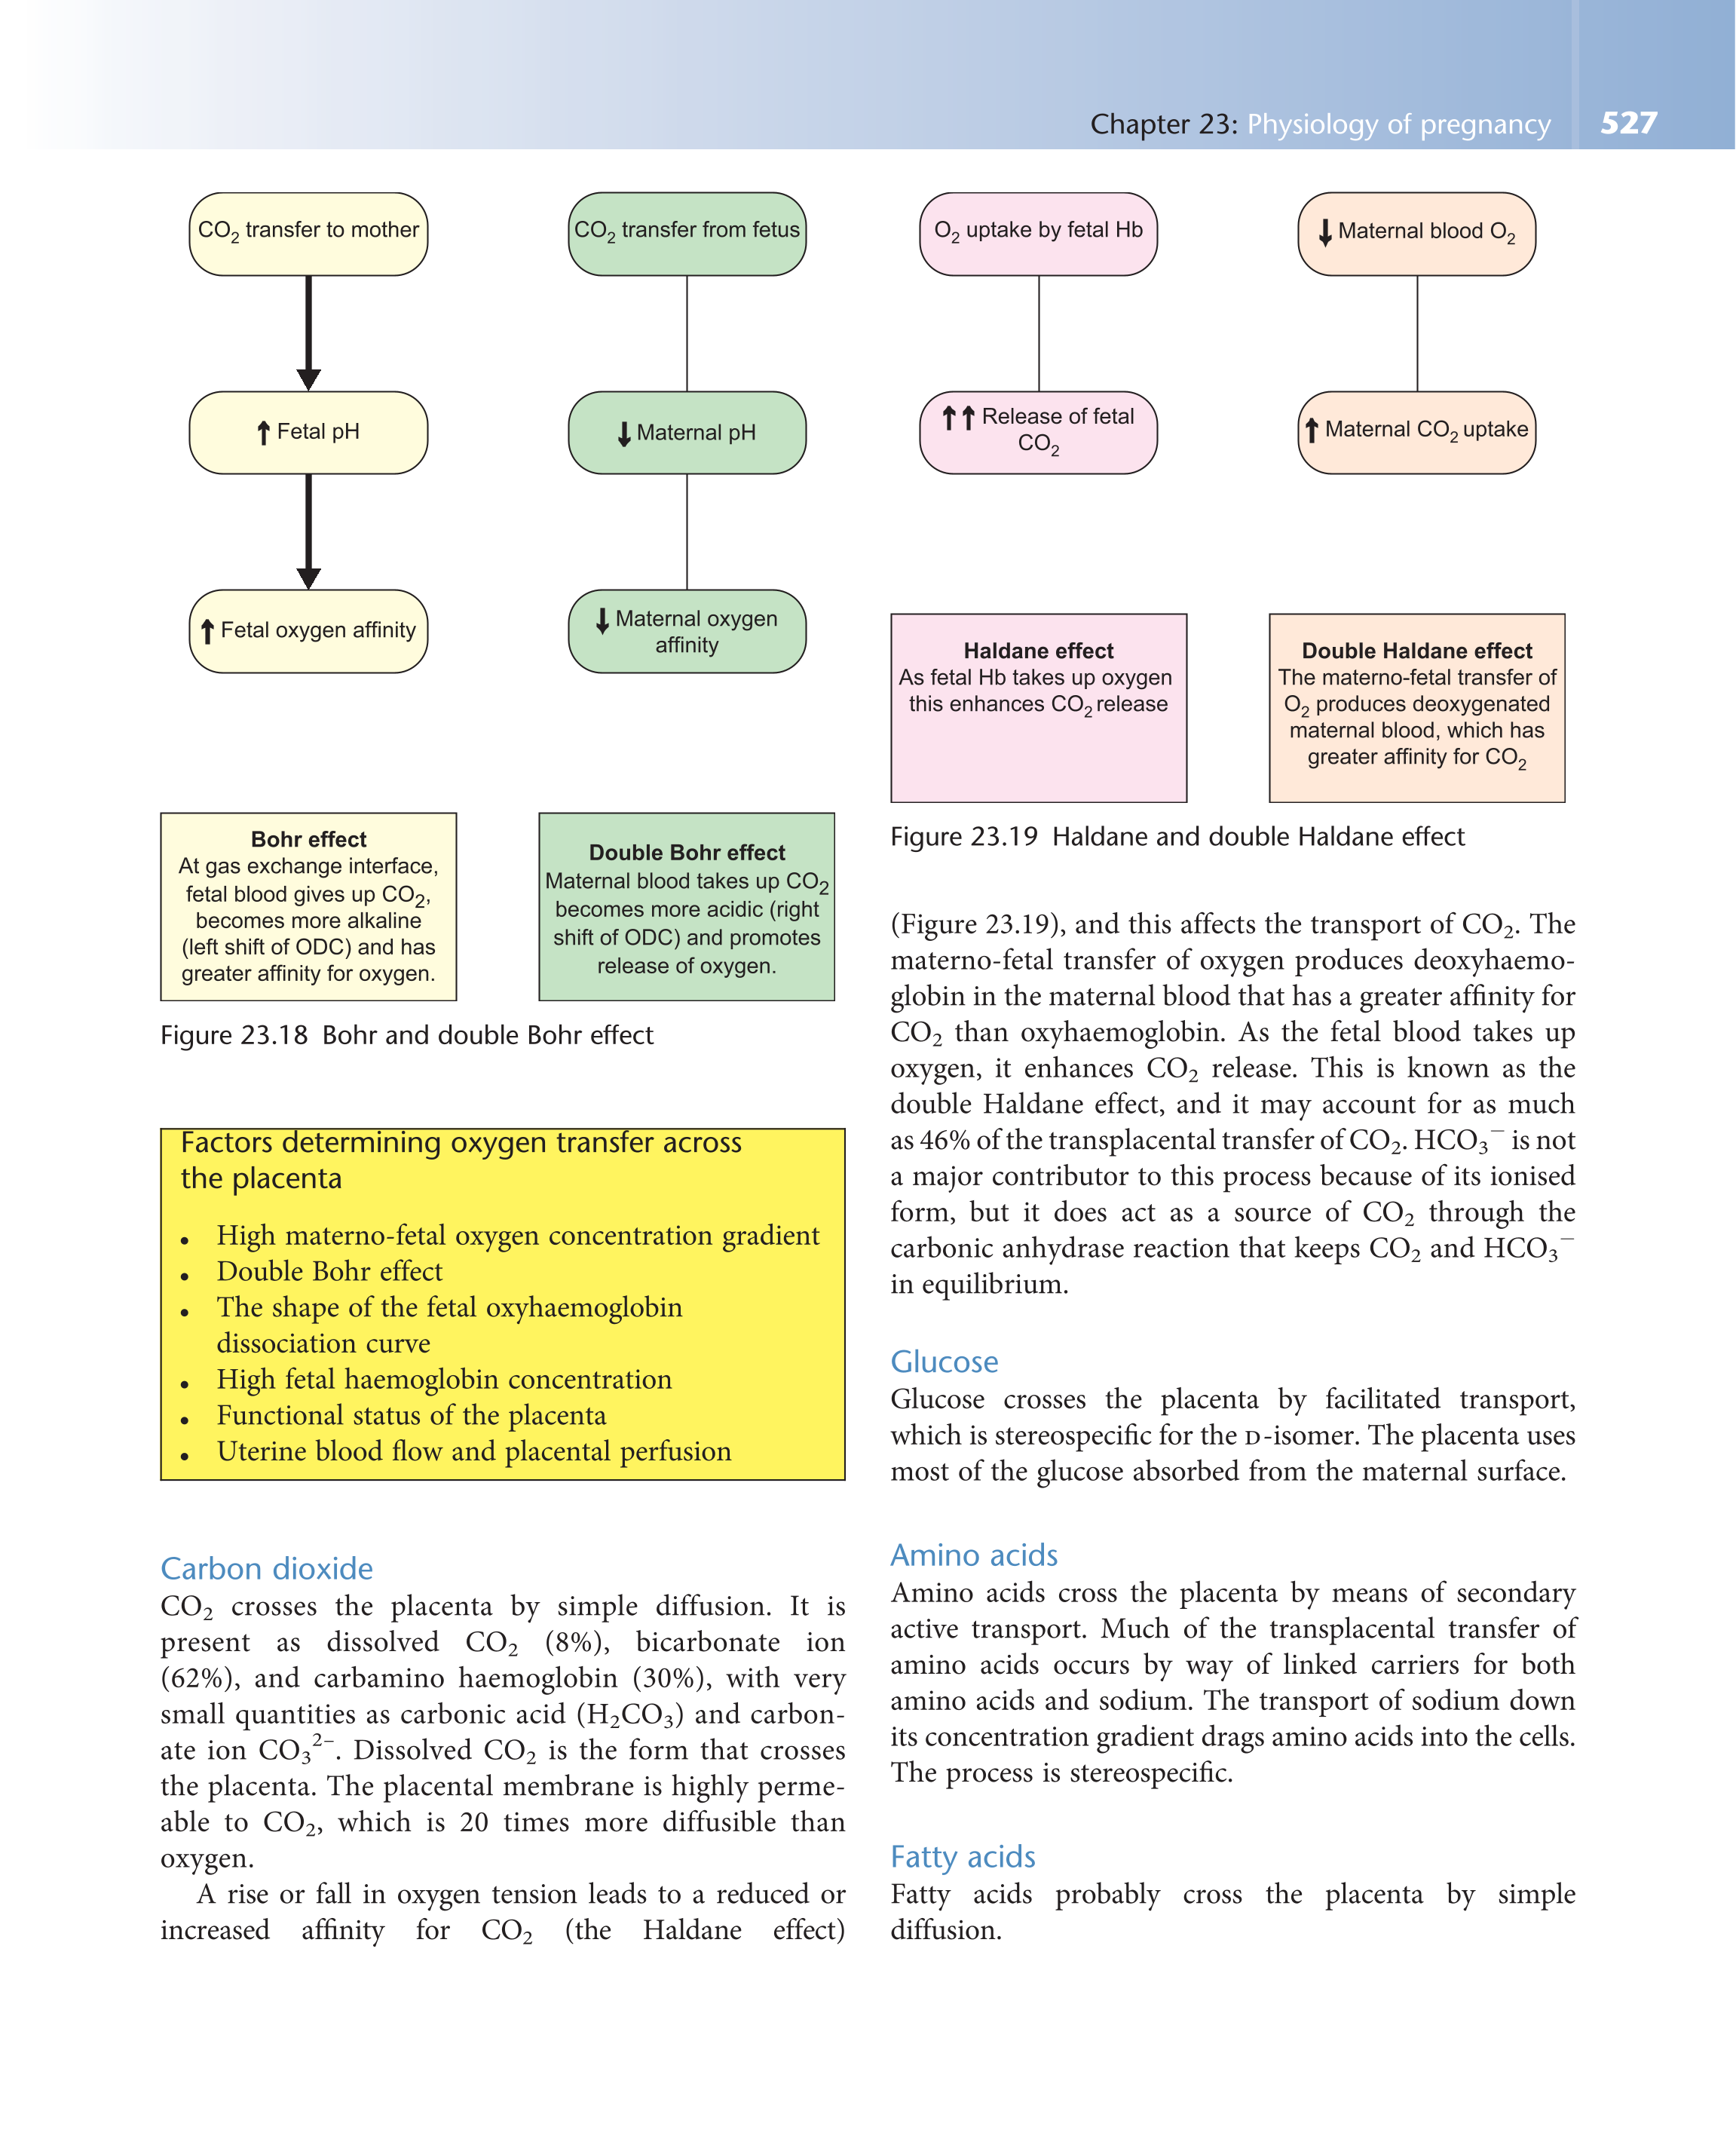 Chapter 23: Physiology of pregnancy 527
CO₂ transfer to mother
↑ Fetal pH
↑ Fetal oxygen affinity
CO₂ transfer from fetus
↓ Maternal pH
↓ Maternal oxygen
affinity
Bohr effect
At gas exchange interface,
fetal blood gives up CO₂,
becomes more alkaline
(left shift of ODC) and has
greater affinity for oxygen.
Double Bohr effect
Maternal blood takes up CO₂
becomes more acidic (right
shift of ODC) and promotes
release of oxygen.
Figure 23.18 Bohr and double Bohr effect
Factors determining oxygen transfer across
the placenta
• High materno-fetal oxygen concentration gradient
• Double Bohr effect
• The shape of the fetal oxyhaemoglobin
dissociation curve
• High fetal haemoglobin concentration
• Functional status of the placenta
• Uterine blood flow and placental perfusion
Carbon dioxide
CO₂ crosses the placenta by simple diffusion. It is
present as dissolved CO₂ (8%), bicarbonate ion
(62%), and carbamino haemoglobin (30%), with very
small quantities as carbonic acid (H₂CO₃) and carbon-
ate ion CO₃²⁻. Dissolved CO₂ is the form that crosses
the placenta. The placental membrane is highly perme-
able to CO₂, which is 20 times more diffusible than
oxygen.
A rise or fall in oxygen tension leads to a reduced or
increased affinity for CO₂ (the Haldane effect)
O₂ uptake by fetal Hb
↑↑ Release of fetal
CO₂
↓ Maternal blood O₂
↑ Maternal CO₂ uptake
Haldane effect
As fetal Hb takes up oxygen
this enhances CO₂ release
Double Haldane effect
The materno-fetal transfer of
O₂ produces deoxygenated
maternal blood, which has
greater affinity for CO₂
Figure 23.19 Haldane and double Haldane effect
(Figure 23.19), and this affects the transport of CO₂. The
materno-fetal transfer of oxygen produces deoxyhaemo-
globin in the maternal blood that has a greater affinity for
CO₂ than oxyhaemoglobin. As the fetal blood takes up
oxygen, it enhances CO₂ release. This is known as the
double Haldane effect, and it may account for as much
as 46% of the transplacental transfer of CO₂. HCO₃⁻ is not
a major contributor to this process because of its ionised
form, but it does act as a source of CO₂ through the
carbonic anhydrase reaction that keeps CO₂ and HCO₃⁻
in equilibrium.
Glucose
Glucose crosses the placenta by facilitated transport,
which is stereospecific for the D-isomer. The placenta uses
most of the glucose absorbed from the maternal surface.
Amino acids
Amino acids cross the placenta by means of secondary
active transport. Much of the transplacental transfer of
amino acids occurs by way of linked carriers for both
amino acids and sodium. The transport of sodium down
its concentration gradient drags amino acids into the cells.
The process is stereospecific.
Fatty acids
Fatty acids probably cross the placenta by simple
diffusion.